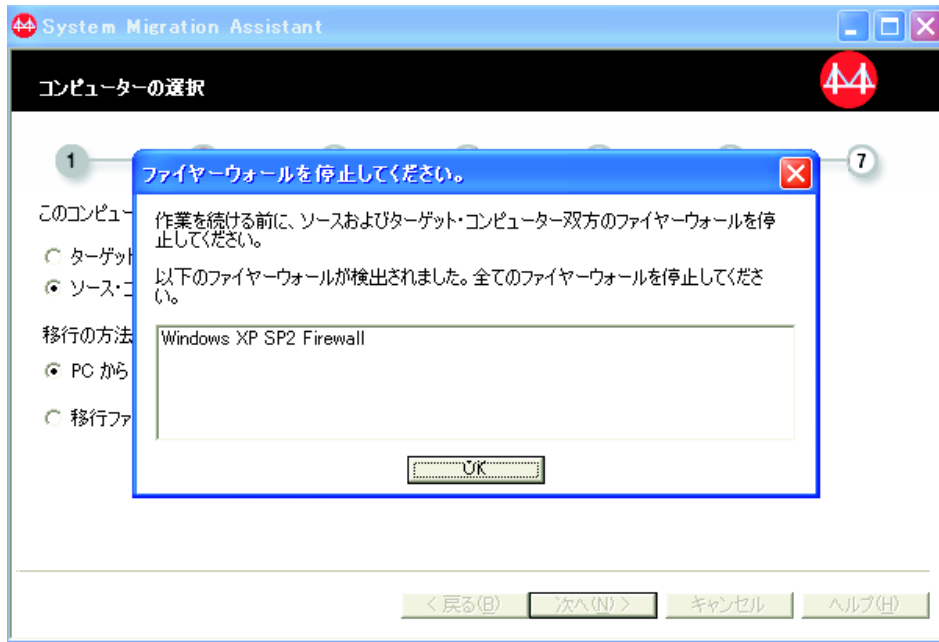 System Migration Assistant
コンピューターの選択
1
7
ファイヤーウォールを停止してください。
このコンピュー
作業を続ける前に、ソースおよびターゲット・コンピューター双方のファイヤーウォールを停
止してください。
ターゲット
以下のファイヤーウォールが検出されました。全てのファイヤーウォールを停止してくださ
い。
ソース・コ
移行の方法
Windows XP SP2 Firewall
PC から
移行ファ
OK
< 戻る(B)
次へ(N) >
キャンセル
ヘルプ(H)